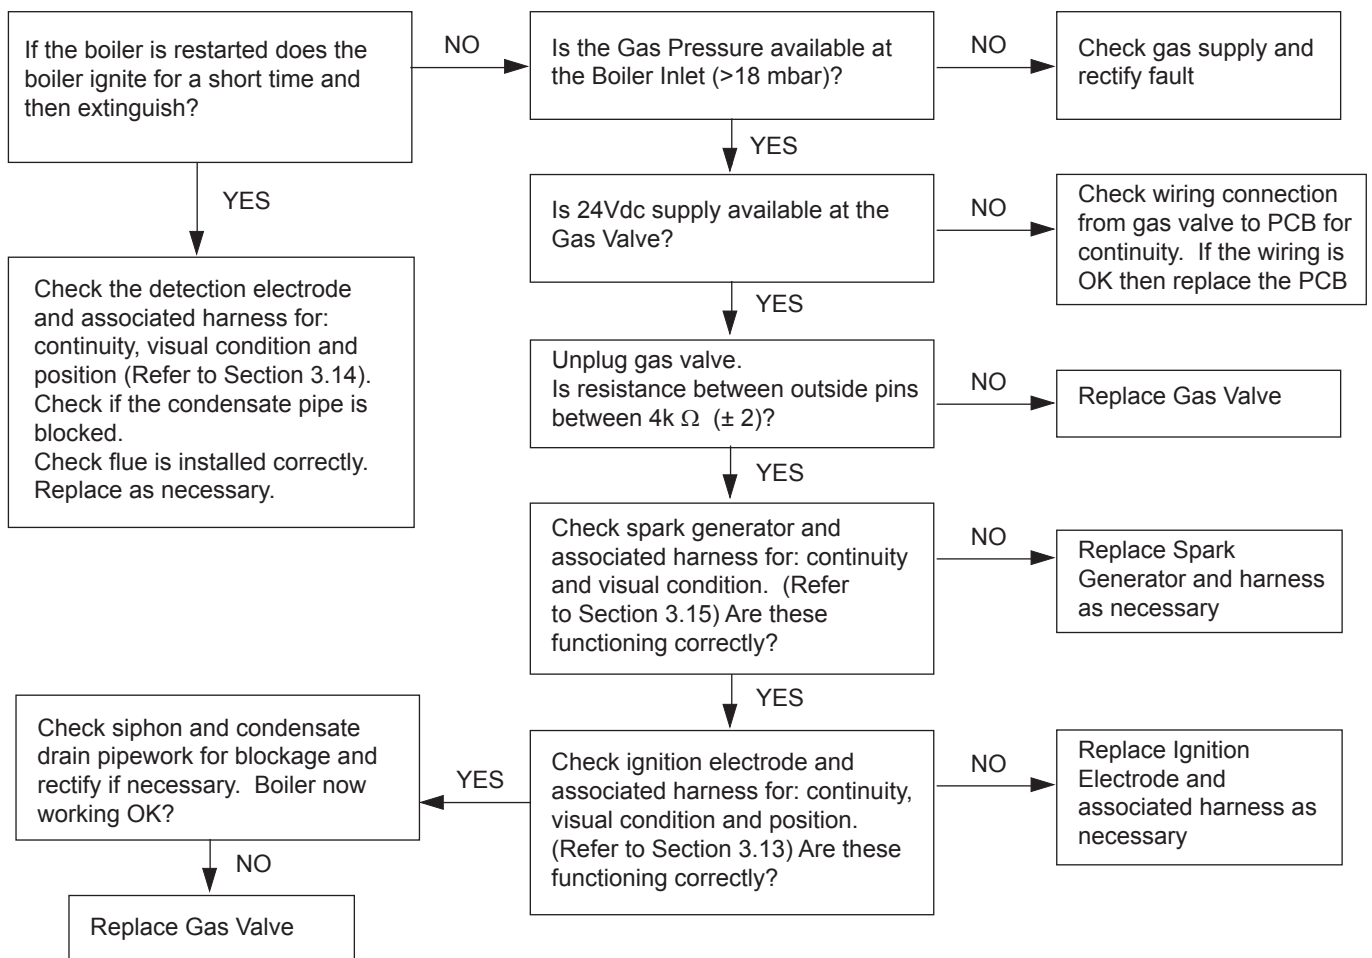 If the boiler is restarted does the
boiler ignite for a short time and
then extinguish?
NO
Is the Gas Pressure available at
the Boiler Inlet (>18 mbar)?
NO
Check gas supply and
rectify fault
YES
YES
Is 24Vdc supply available at the
Gas Valve?
NO
Check wiring connection
from gas valve to PCB for
continuity.  If the wiring is
OK then replace the PCB
Check the detection electrode
and associated harness for:
continuity, visual condition and
position (Refer to Section 3.14).
Check if the condensate pipe is
blocked.
Check flue is installed correctly.
Replace as necessary.
YES
Unplug gas valve.
Is resistance between outside pins
between 4k Ω  (± 2)?
NO
Replace Gas Valve
YES
Check spark generator and
associated harness for: continuity
and visual condition.  (Refer
to Section 3.15) Are these
functioning correctly?
NO
Replace Spark
Generator and harness
as necessary
YES
Check ignition electrode and
associated harness for: continuity,
visual condition and position.
(Refer to Section 3.13) Are these
functioning correctly?
NO
Replace Ignition
Electrode and
associated harness as
necessary
YES
Check siphon and condensate
drain pipework for blockage and
rectify if necessary.  Boiler now
working OK?
NO
Replace Gas Valve